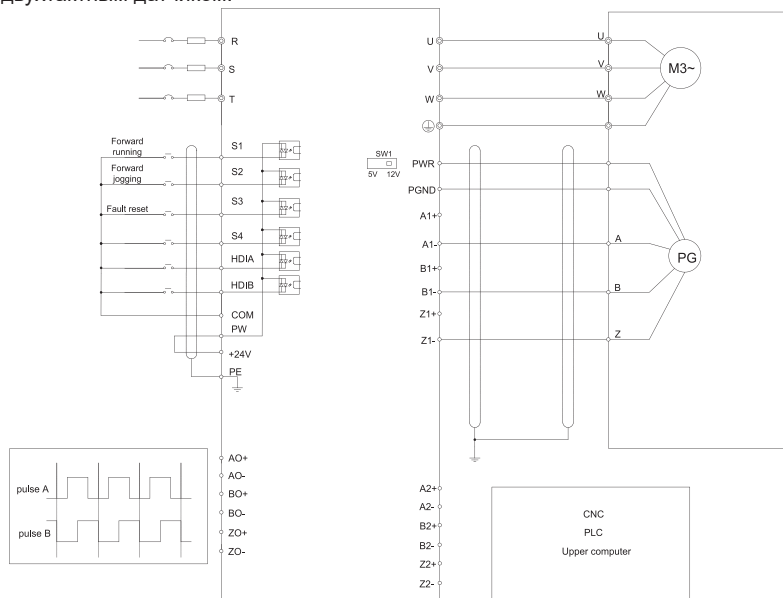 двухтактным датчиком.
R
S
T
Forward
running
S1
Forward
jogging
S2
Fault reset
S3
S4
HDIA
HDIB
COM
PW
+24V
PE
U
V
W
SW1
5V 12V
PWR
PGND
A1+
A1-
B1+
B1-
Z1+
Z1-
U
V
W
M3~
A
B
Z
PG
pulse A
pulse B
AO+
AO-
BO+
BO-
ZO+
ZO-
A2+
A2-
B2+
B2-
Z2+
Z2-
CNC
PLC
Upper computer